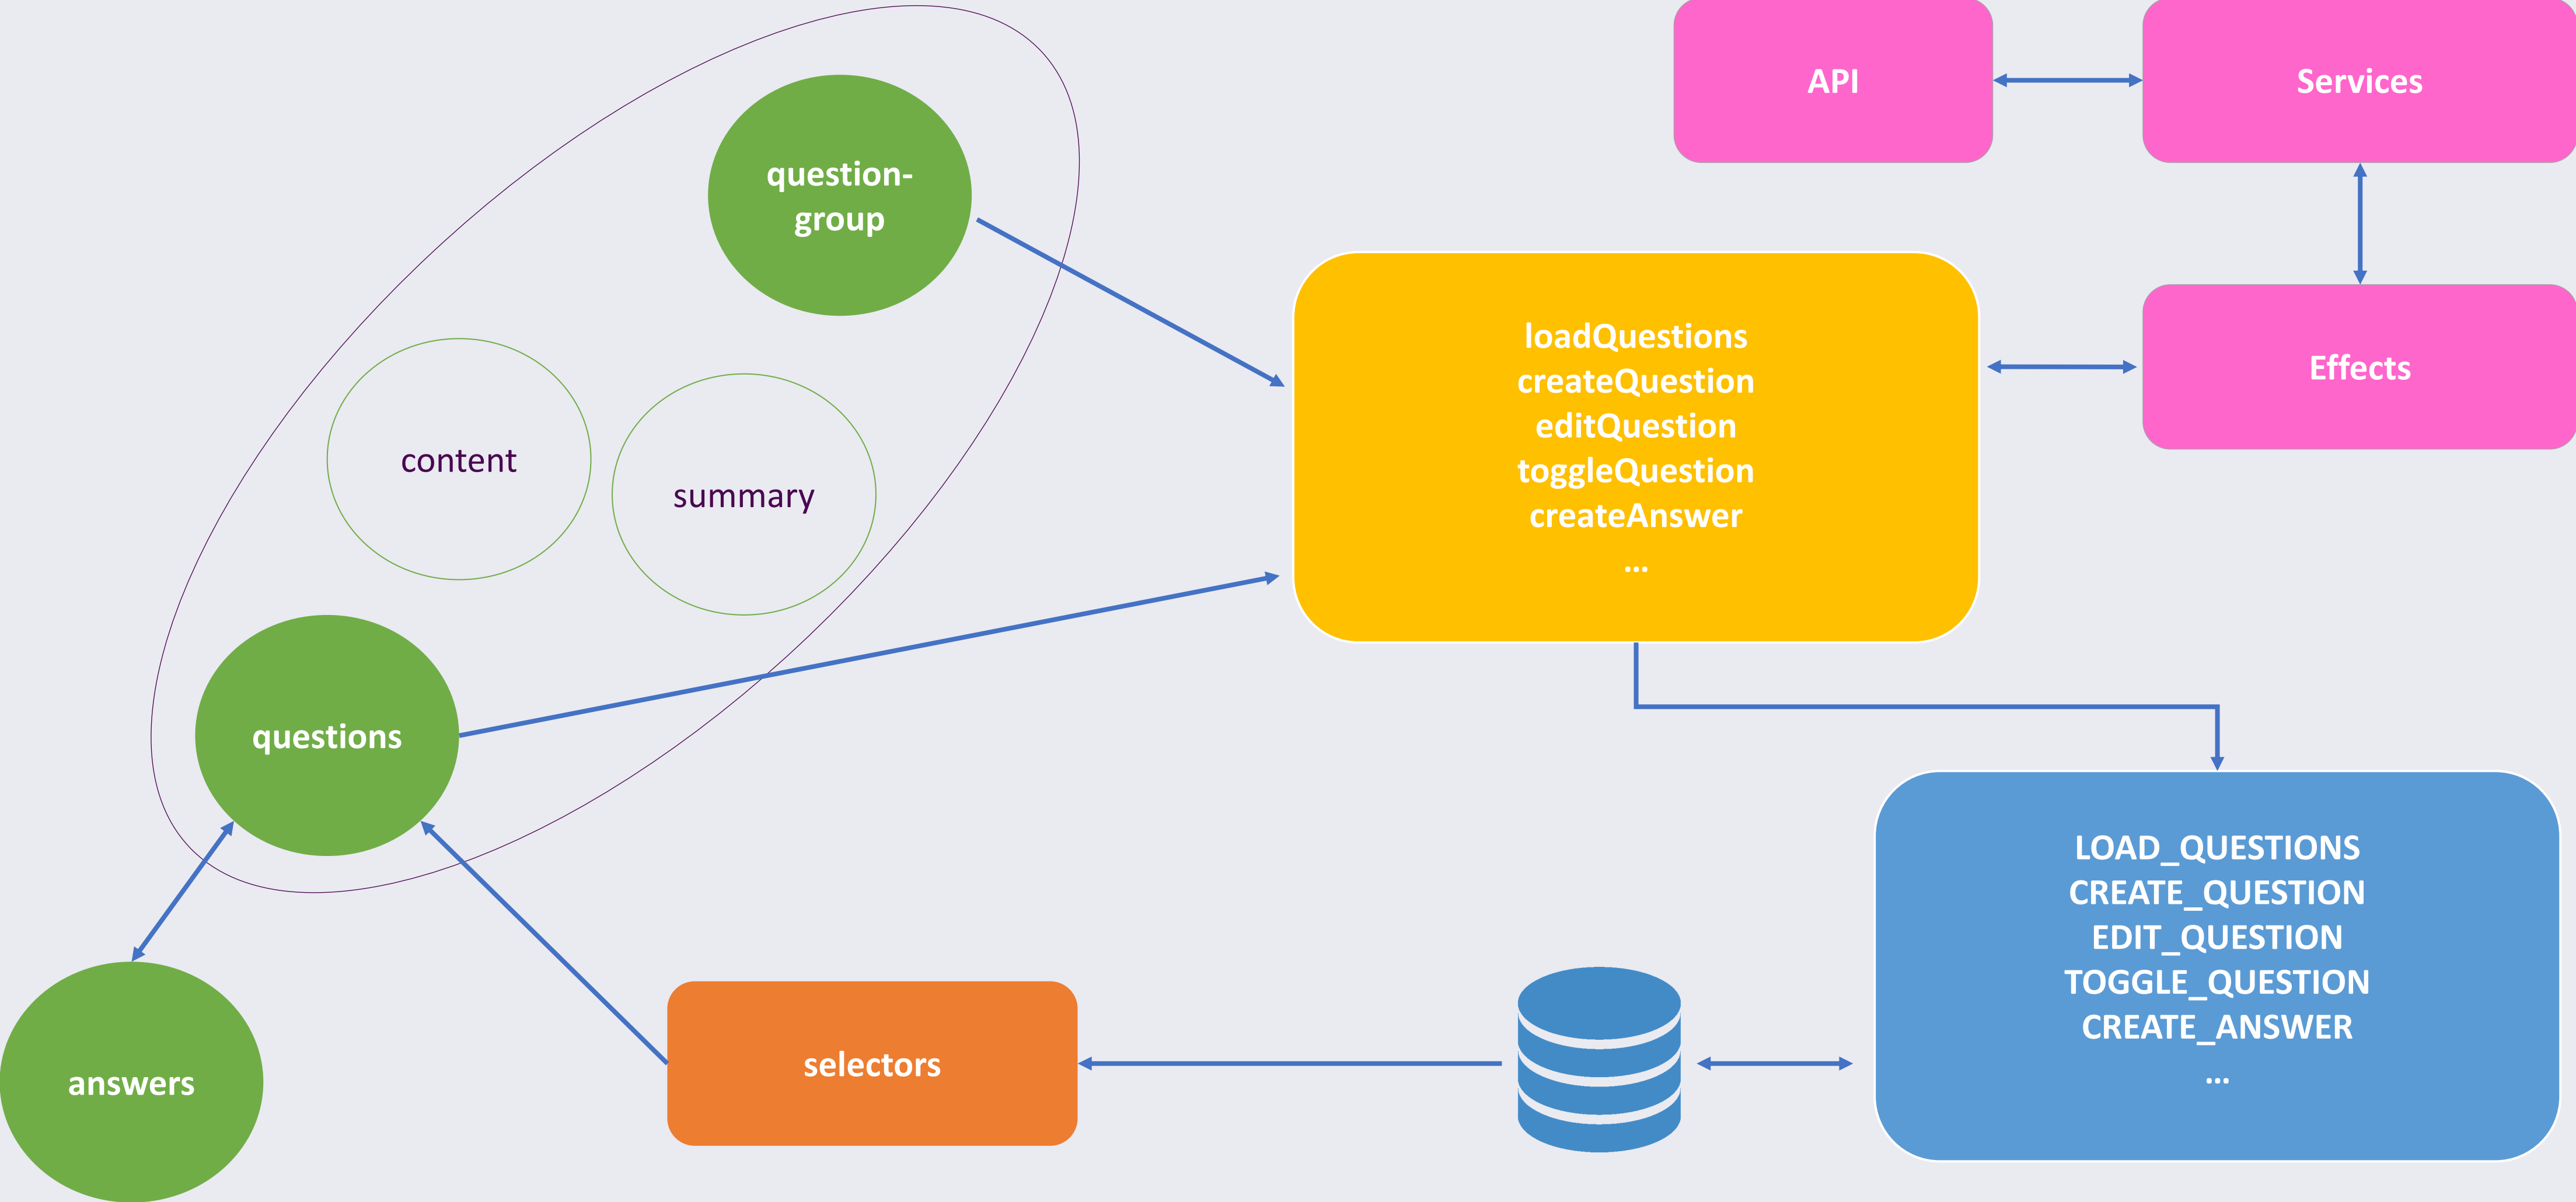 API
Services
question-
group
loadQuestions
createQuestion
editQuestion
toggleQuestion
createAnswer
...
Effects
content
summary
questions
LOAD_QUESTIONS
CREATE_QUESTION
EDIT_QUESTION
TOGGLE_QUESTION
CREATE_ANSWER
...
selectors
answers